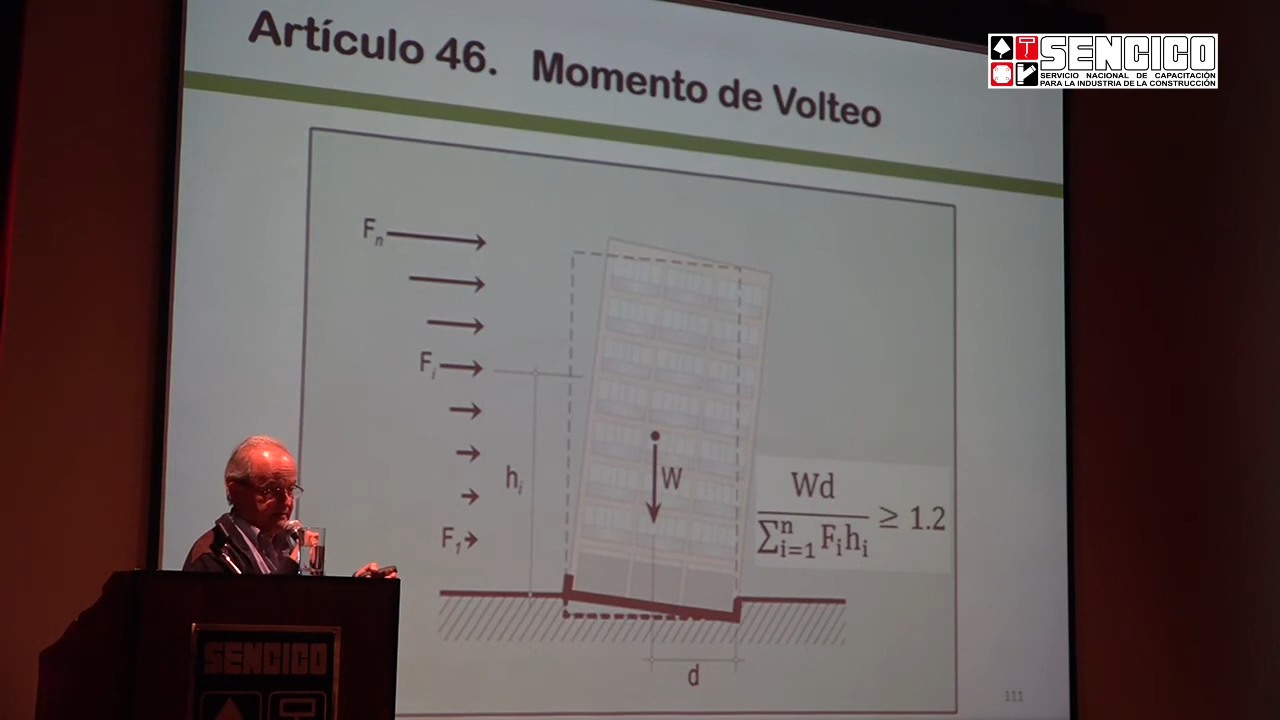 Artículo 46. Momento de Volteo
SENCICO
SERVICIO NACIONAL DE CAPACITACIÓN
PARA LA INDUSTRIA DE LA CONSTRUCCIÓN
Fn
Fi
hi
W
Wd
∑ni=1 Fihi
≥ 1.2
F1
d
111
SENCICO